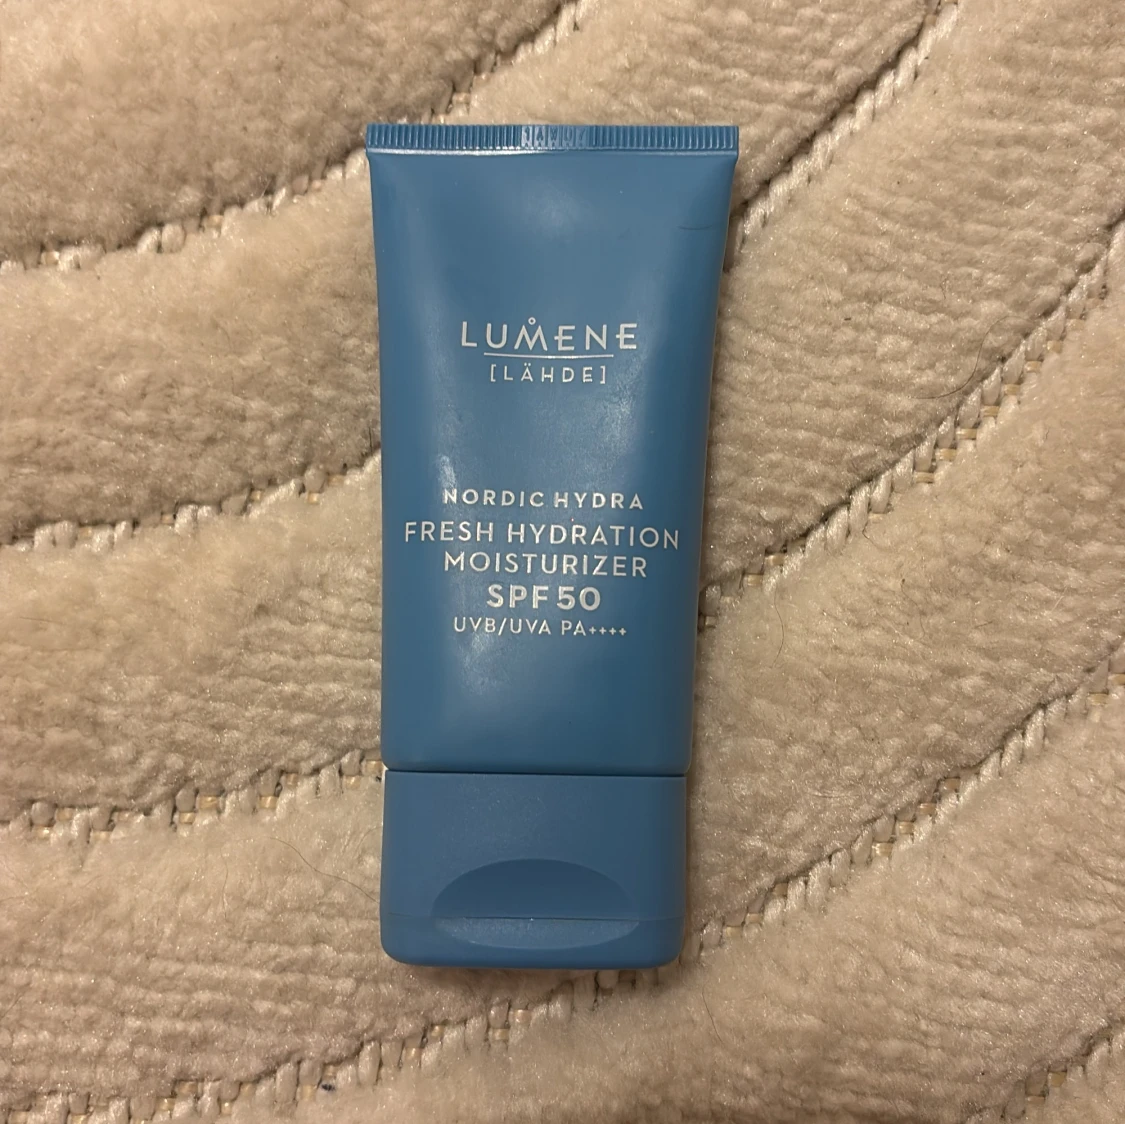 LUMENE
[LÄHDE]
NORDIC HYDRA
FRESH HYDRATION
MOISTURIZER
SPF 50
UVB/UVA PA++++